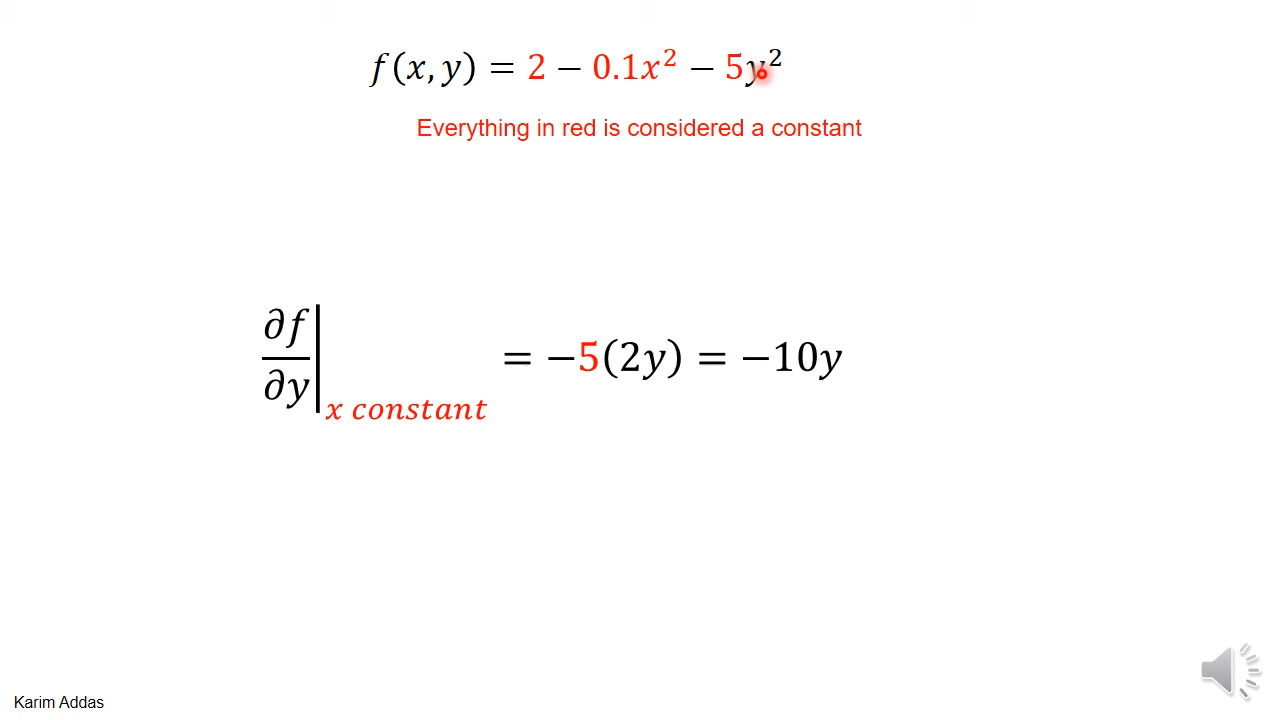 f(x, y) = 2 − 0.1x² − 5y²
Everything in red is considered a constant
∂f/∂y|ₓ constant = −5(2y) = −10y
Karim Addas